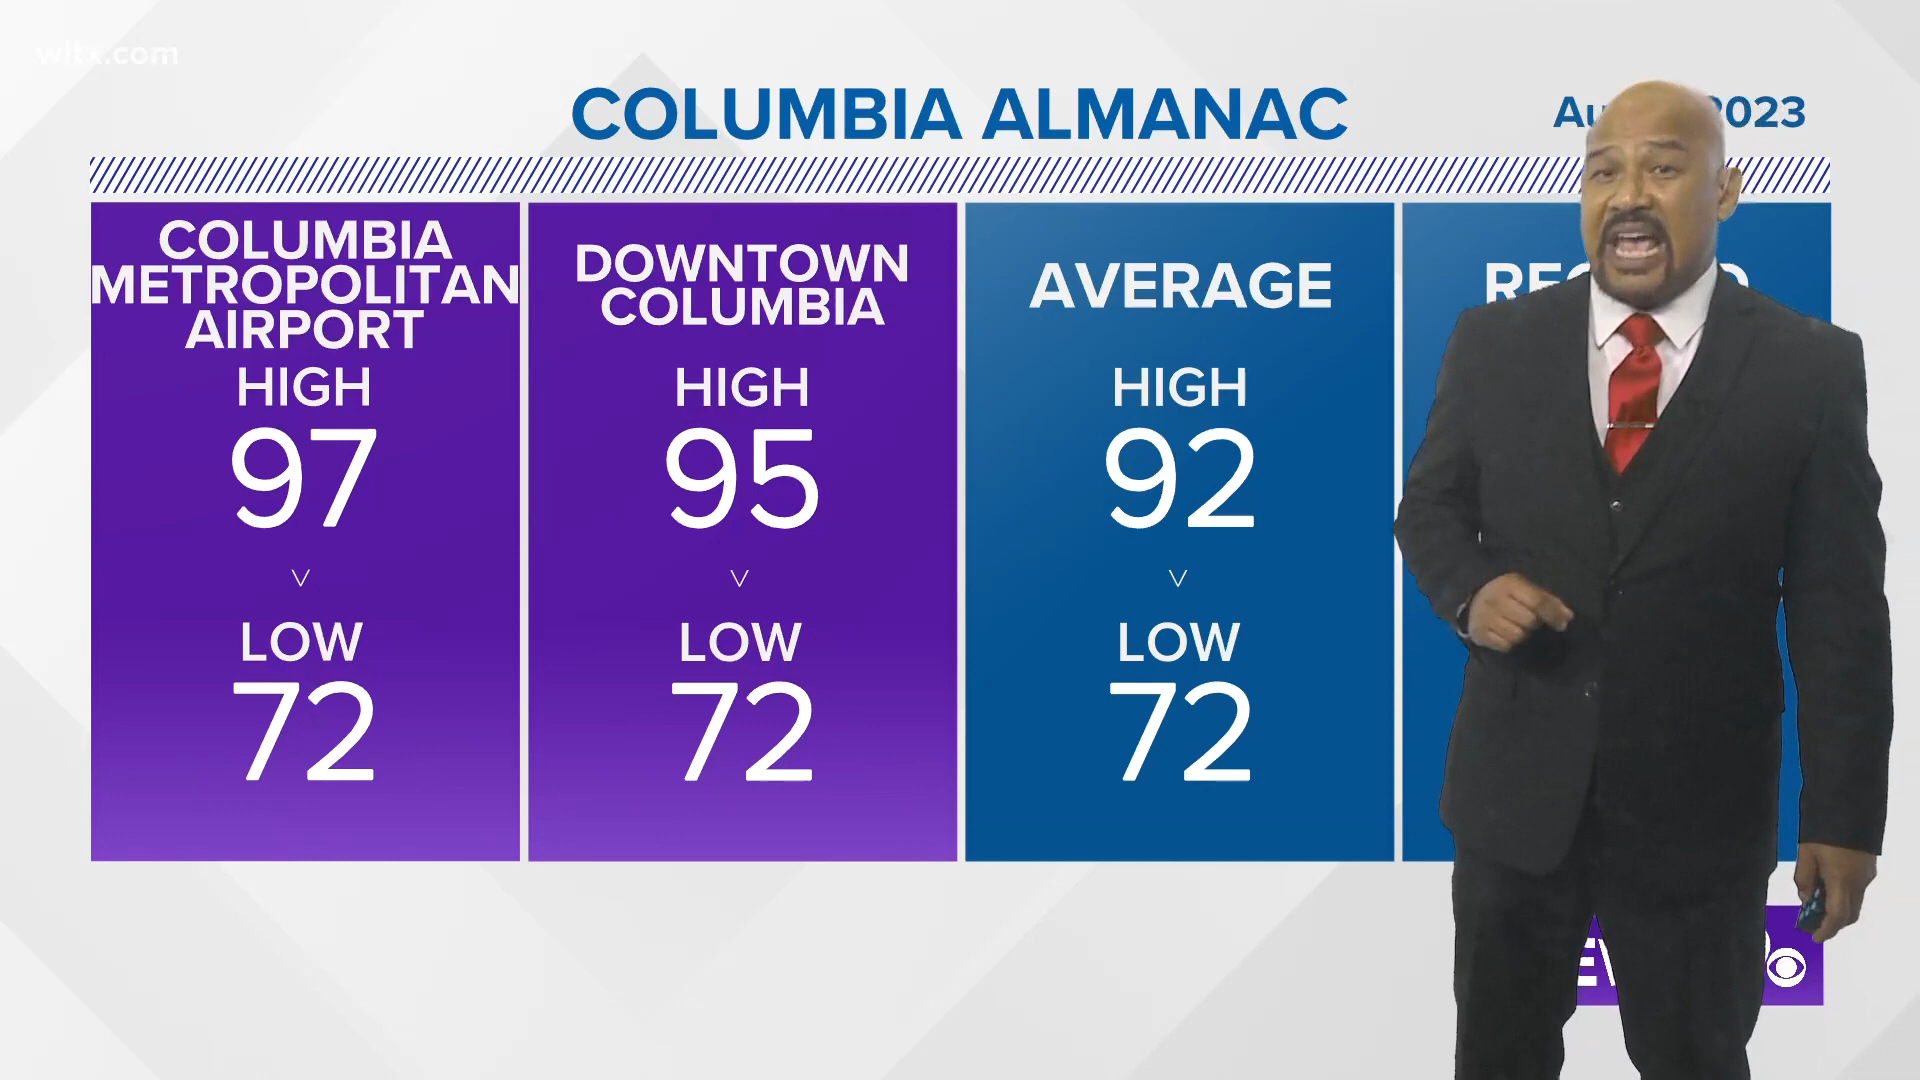 wltx.com
COLUMBIA ALMANAC
2023
COLUMBIA
METROPOLITAN
AIRPORT
HIGH
97
LOW
72
DOWNTOWN
COLUMBIA
HIGH
95
LOW
72
AVERAGE
HIGH
92
LOW
72